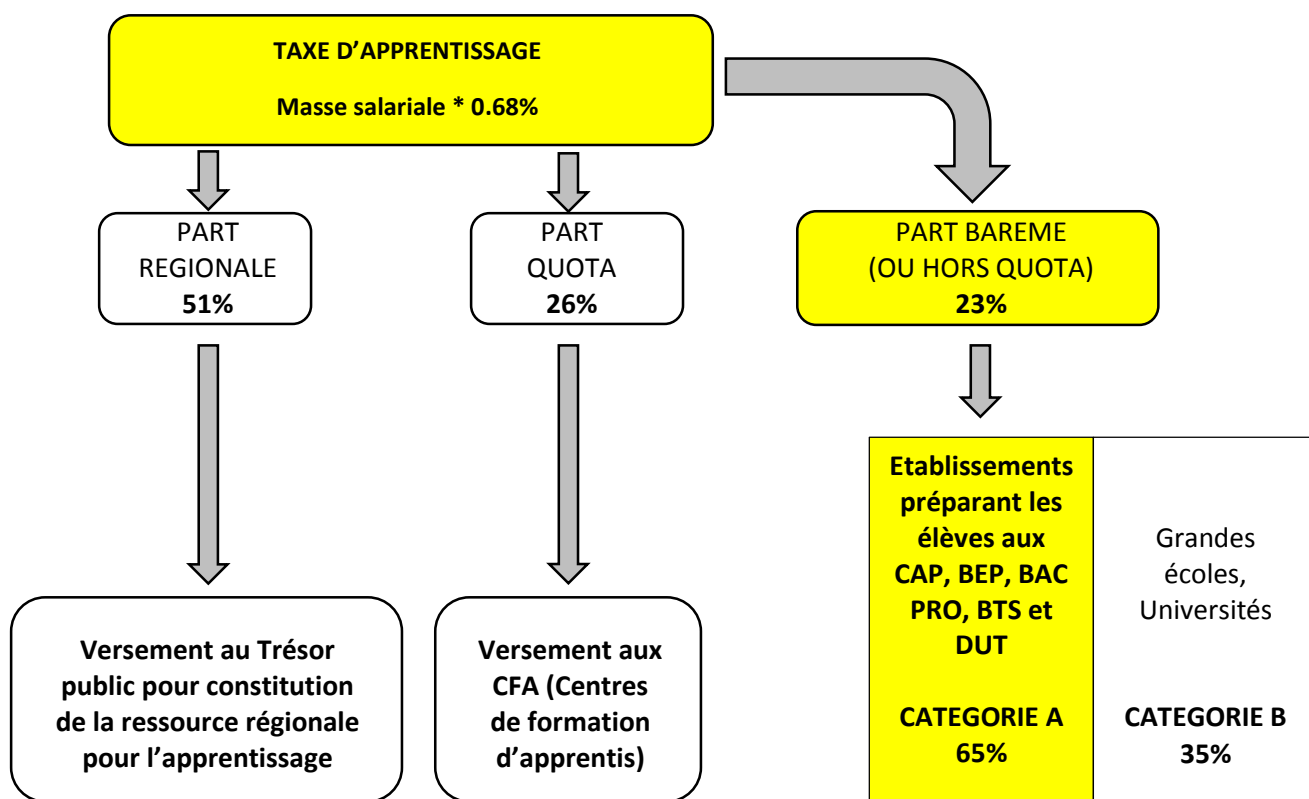 TAXE D’APPRENTISSAGE
Masse salariale * 0.68%
PART
REGIONALE
51%
PART
QUOTA
26%
PART BAREME
(OU HORS QUOTA)
23%
Versement au Trésor
public pour constitution
de la ressource régionale
pour l’apprentissage
Versement aux
CFA (Centres
de formation
d’apprentis)
Etablissements
préparant les
élèves aux
CAP, BEP, BAC
PRO, BTS et
DUT
CATEGORIE A
65%
Grandes
écoles,
Universités
CATEGORIE B
35%